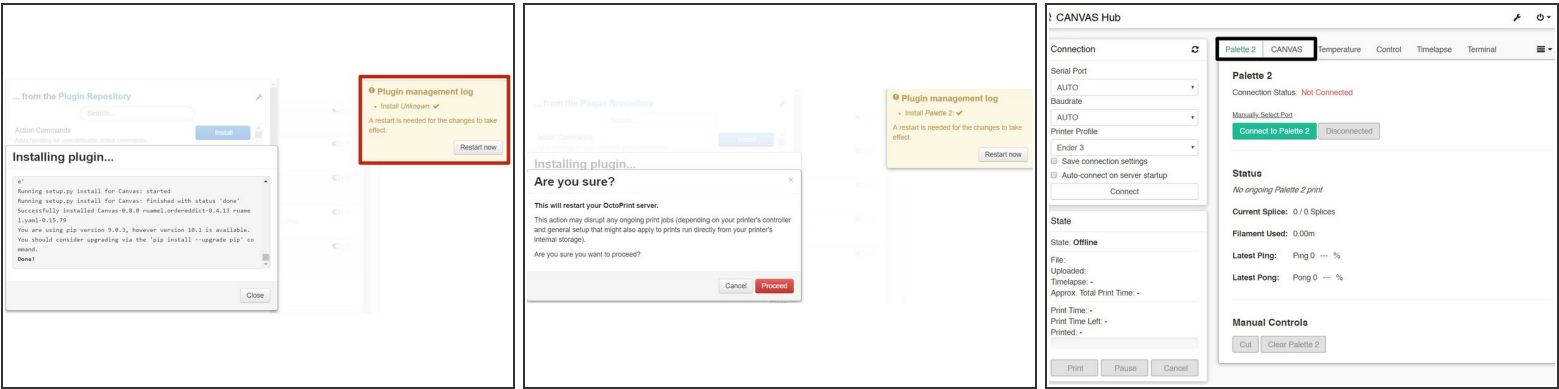 ... from the Plugin Repository
Search...
Action Commands
Install
Installing plugin...
e'
Running setup.py install for Canvas: started
Running setup.py install for Canvas: finished with status 'done'
Successfully installed Canvas-0.8.0 ruamel.ordereddict-0.4.13 ruame
l.yaml-0.15.79
You are using pip version 9.0.3, however version 18.1 is available.
You should consider upgrading via the 'pip install --upgrade pip' co
mmand.
Done!
Close
Plugin management log
Install Unknown: ✔
A restart is needed for the changes to take
effect.
Restart now
... from the Plugin Repository
Installing plugin...
Are you sure?
×
This will restart your OctoPrint server.
This action may disrupt any ongoing print jobs (depending on your printer's controller
and general setup that might also apply to prints run directly from your printer's
internal storage).
Are you sure you want to proceed?
Cancel Proceed
Plugin management log
Install Palette 2: ✔
A restart is needed for the changes to take
effect.
Restart now
CANVAS Hub
Connection
Serial Port
AUTO
Baudrate
AUTO
Printer Profile
Ender 3
Save connection settings
Auto-connect on server startup
Connect
State
State: Offline
File:
Uploaded:
Timelapse: -
Approx. Total Print Time: -
Print Time: -
Print Time Left: -
Printed: -
Print Pause Cancel
Palette 2 CANVAS Temperature Control Timelapse Terminal
Palette 2
Connection Status: Not Connected
Manually Select Port
Connect to Palette 2 Disconnected
Status
No ongoing Palette 2 print
Current Splice: 0 / 0 Splices
Filament Used: 0.00m
Latest Ping: Ping 0 --- %
Latest Pong: Pong 0 --- %
Manual Controls
Cut Clear Palette 2